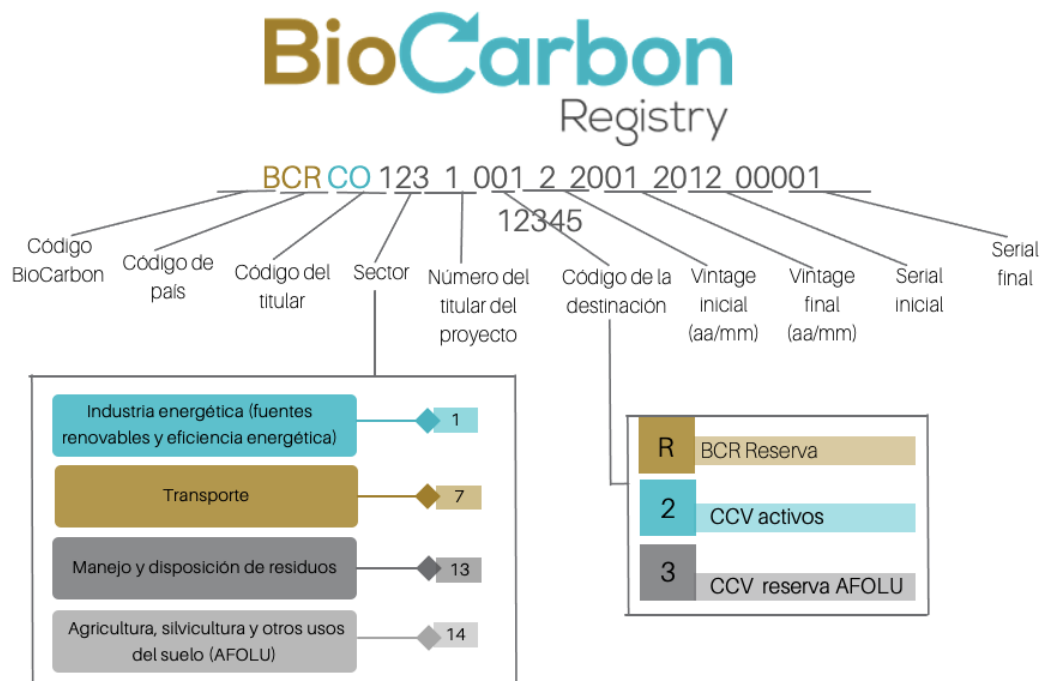 BioCarbon
Registry
BCR CO 123 1 001 2 2001 2012 00001
12345
Código
BioCarbon
Código de
país
Código del
titular
Sector
Número del
titular del
proyecto
Código de la
destinación
Vintage
inicial
(aa/mm)
Vintage
final
(aa/mm)
Serial
inicial
Serial
final
Industria energética (fuentes
renovables y eficiencia energética)
1
Transporte
7
Manejo y disposición de residuos
13
Agricultura, silvicultura y otros usos
del suelo (AFOLU)
14
R
BCR Reserva
2
CCV activos
3
CCV reserva AFOLU